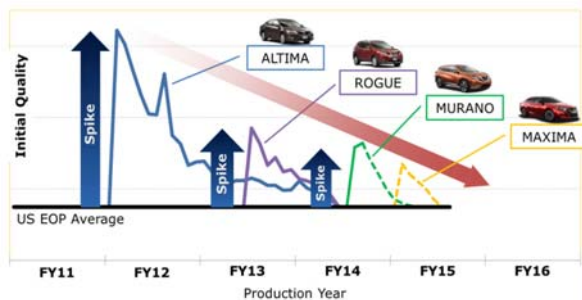 ALTIMA
ROGUE
MURANO
MAXIMA
Initial Quality
Spike
Spike
Spike
US EOP Average
FY11 FY12 FY13 FY14 FY15 FY16
Production Year